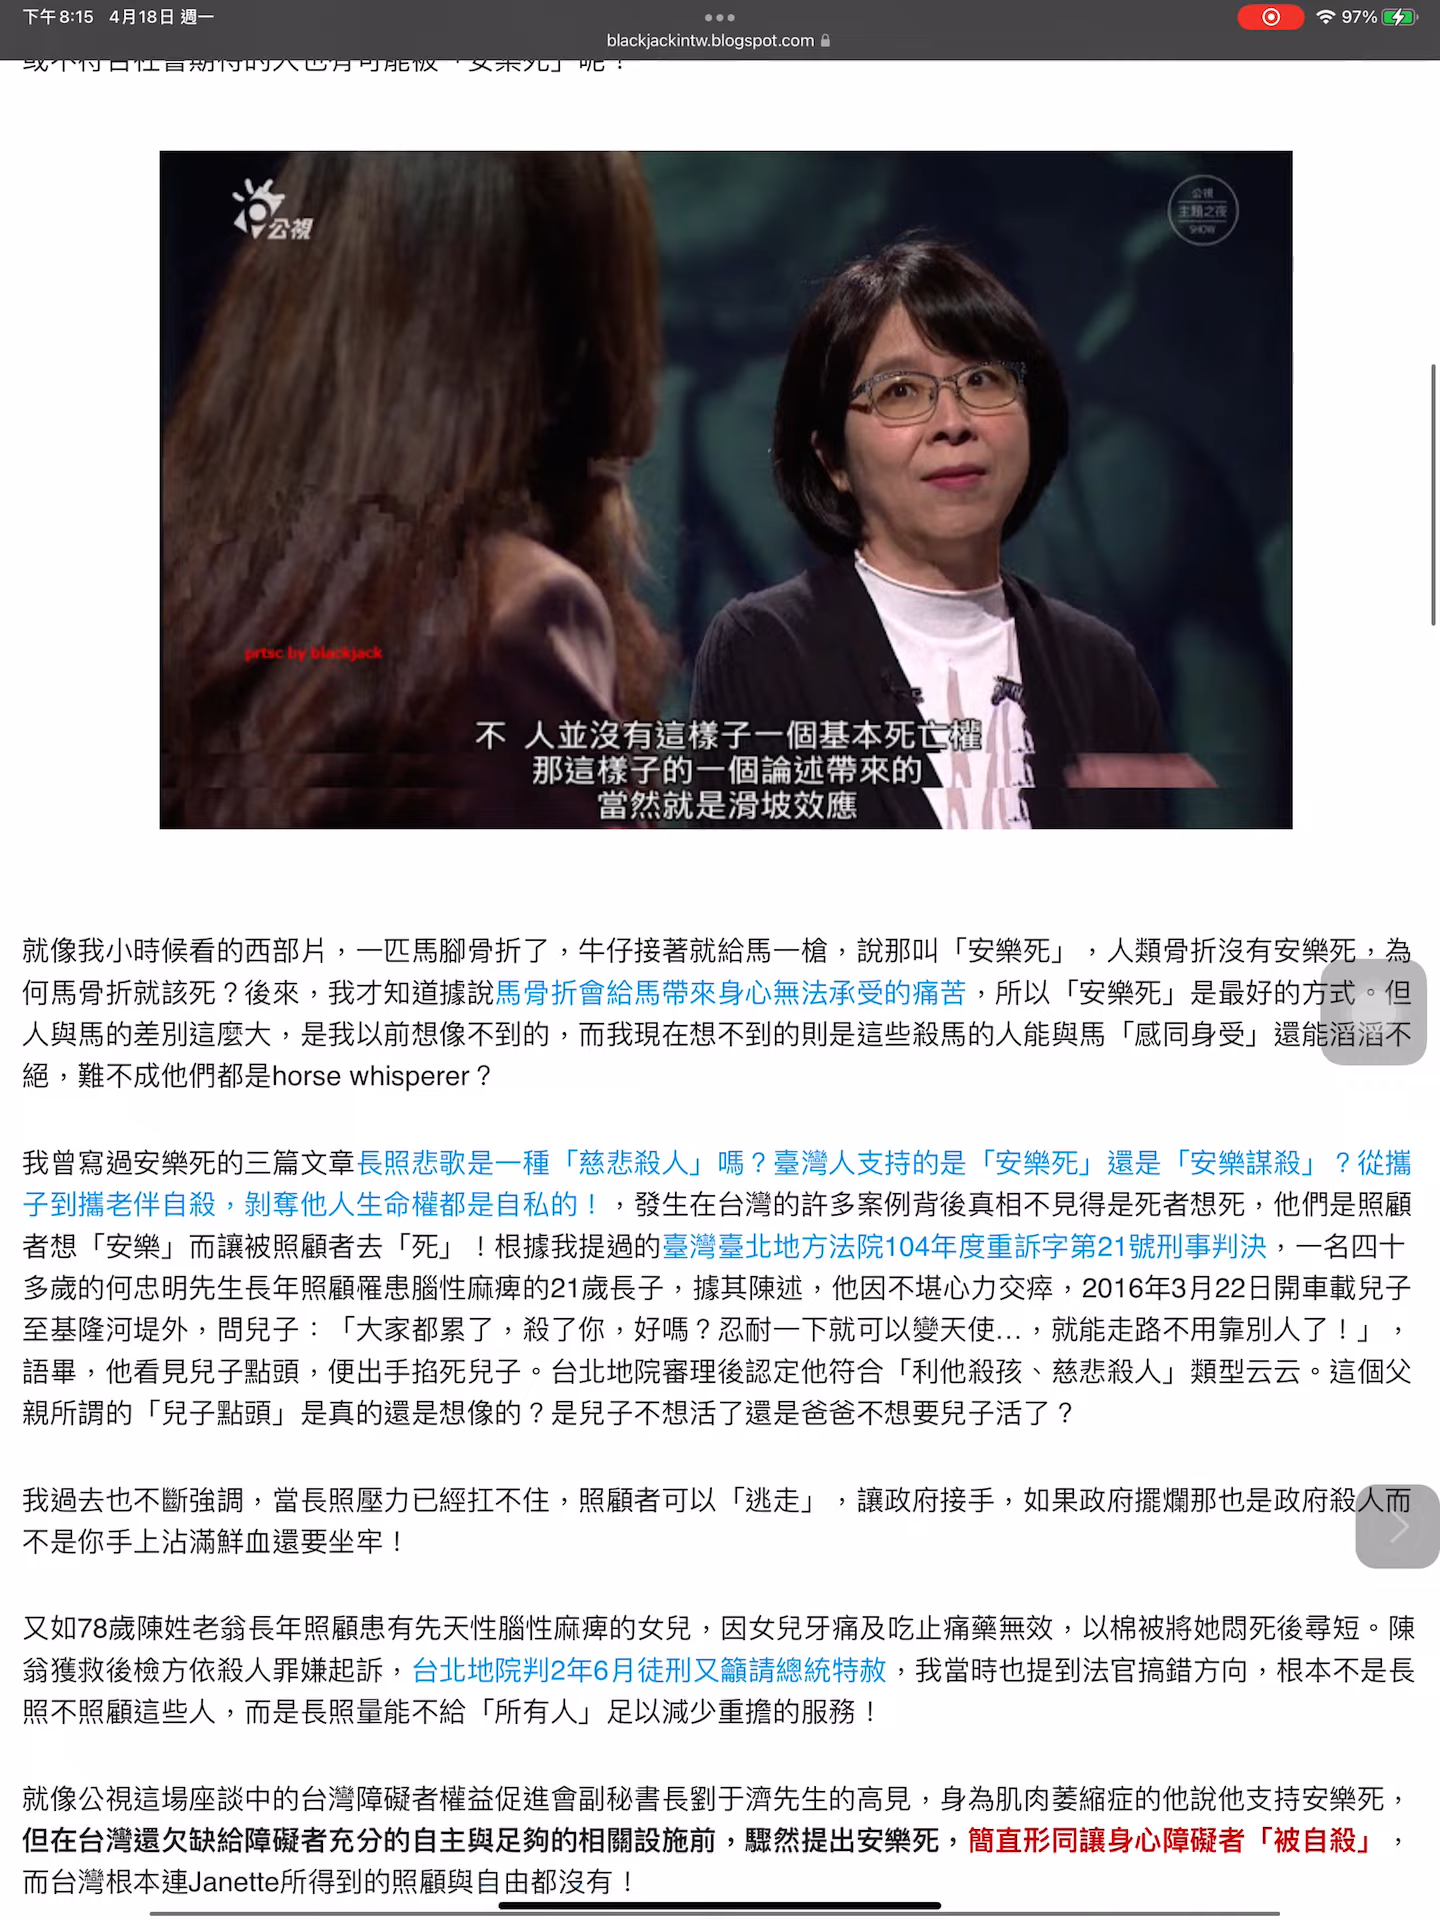 下午8:15 4月18日 週一
97%
blackjackintw.blogspot.com
或不符合社會期待的人也有可能被「安樂死」呢！
公視
公視
主題之夜
SHOW
prtsc by blackjack
不 人並沒有這樣子一個基本死亡權
那這樣子的一個論述帶來的
當然就是滑坡效應
就像我小時候看的西部片，一匹馬腳骨折了，牛仔接著就給馬一槍，說那叫「安樂死」，人類骨折沒有安樂死，為
何馬骨折就該死？後來，我才知道據說馬骨折會給馬帶來身心無法承受的痛苦，所以「安樂死」是最好的方式。但
人與馬的差別這麼大，是我以前想像不到的，而我現在想不到的則是這些殺馬的人能與馬「感同身受」還能滔滔不
絕，難不成他們都是horse whisperer？
我曾寫過安樂死的三篇文章長照悲歌是一種「慈悲殺人」嗎？臺灣人支持的是「安樂死」還是「安樂謀殺」？從攜
子到攜老伴自殺，剝奪他人生命權都是自私的！，發生在台灣的許多案例背後真相不見得是死者想死，他們是照顧
者想「安樂」而讓被照顧者去「死」！根據我提過的臺灣臺北地方法院104年度重訴字第21號刑事判決，一名四十
多歲的何忠明先生長年照顧罹患腦性麻痺的21歲長子，據其陳述，他因不堪心力交瘁，2016年3月22日開車載兒子
至基隆河堤外，問兒子：「大家都累了，殺了你，好嗎？忍耐一下就可以變天使...，就能走路不用靠別人了！」，
語畢，他看見兒子點頭，便出手掐死兒子。台北地院審理後認定他符合「利他殺孩、慈悲殺人」類型云云。這個父
親所謂的「兒子點頭」是真的還是想像的？是兒子不想活了還是爸爸不想要兒子活了？
我過去也不斷強調，當長照壓力已經扛不住，照顧者可以「逃走」，讓政府接手，如果政府擺爛那也是政府殺人而
不是你手上沾滿鮮血還要坐牢！
又如78歲陳姓老翁長年照顧患有先天性腦性麻痺的女兒，因女兒牙痛及吃止痛藥無效，以棉被將她悶死後尋短。陳
翁獲救後檢方依殺人罪嫌起訴，台北地院判2年6月徒刑又籲請總統特赦，我當時也提到法官搞錯方向，根本不是長
照不照顧這些人，而是長照量能不給「所有人」足以減少重擔的服務！
就像公視這場座談中的台灣障礙者權益促進會副秘書長劉于濟先生的高見，身為肌肉萎縮症的他說他支持安樂死，
但在台灣還欠缺給障礙者充分的自主與足夠的相關設施前，驟然提出安樂死，簡直形同讓身心障礙者「被自殺」，
而台灣根本連Janette所得到的照顧與自由都沒有！